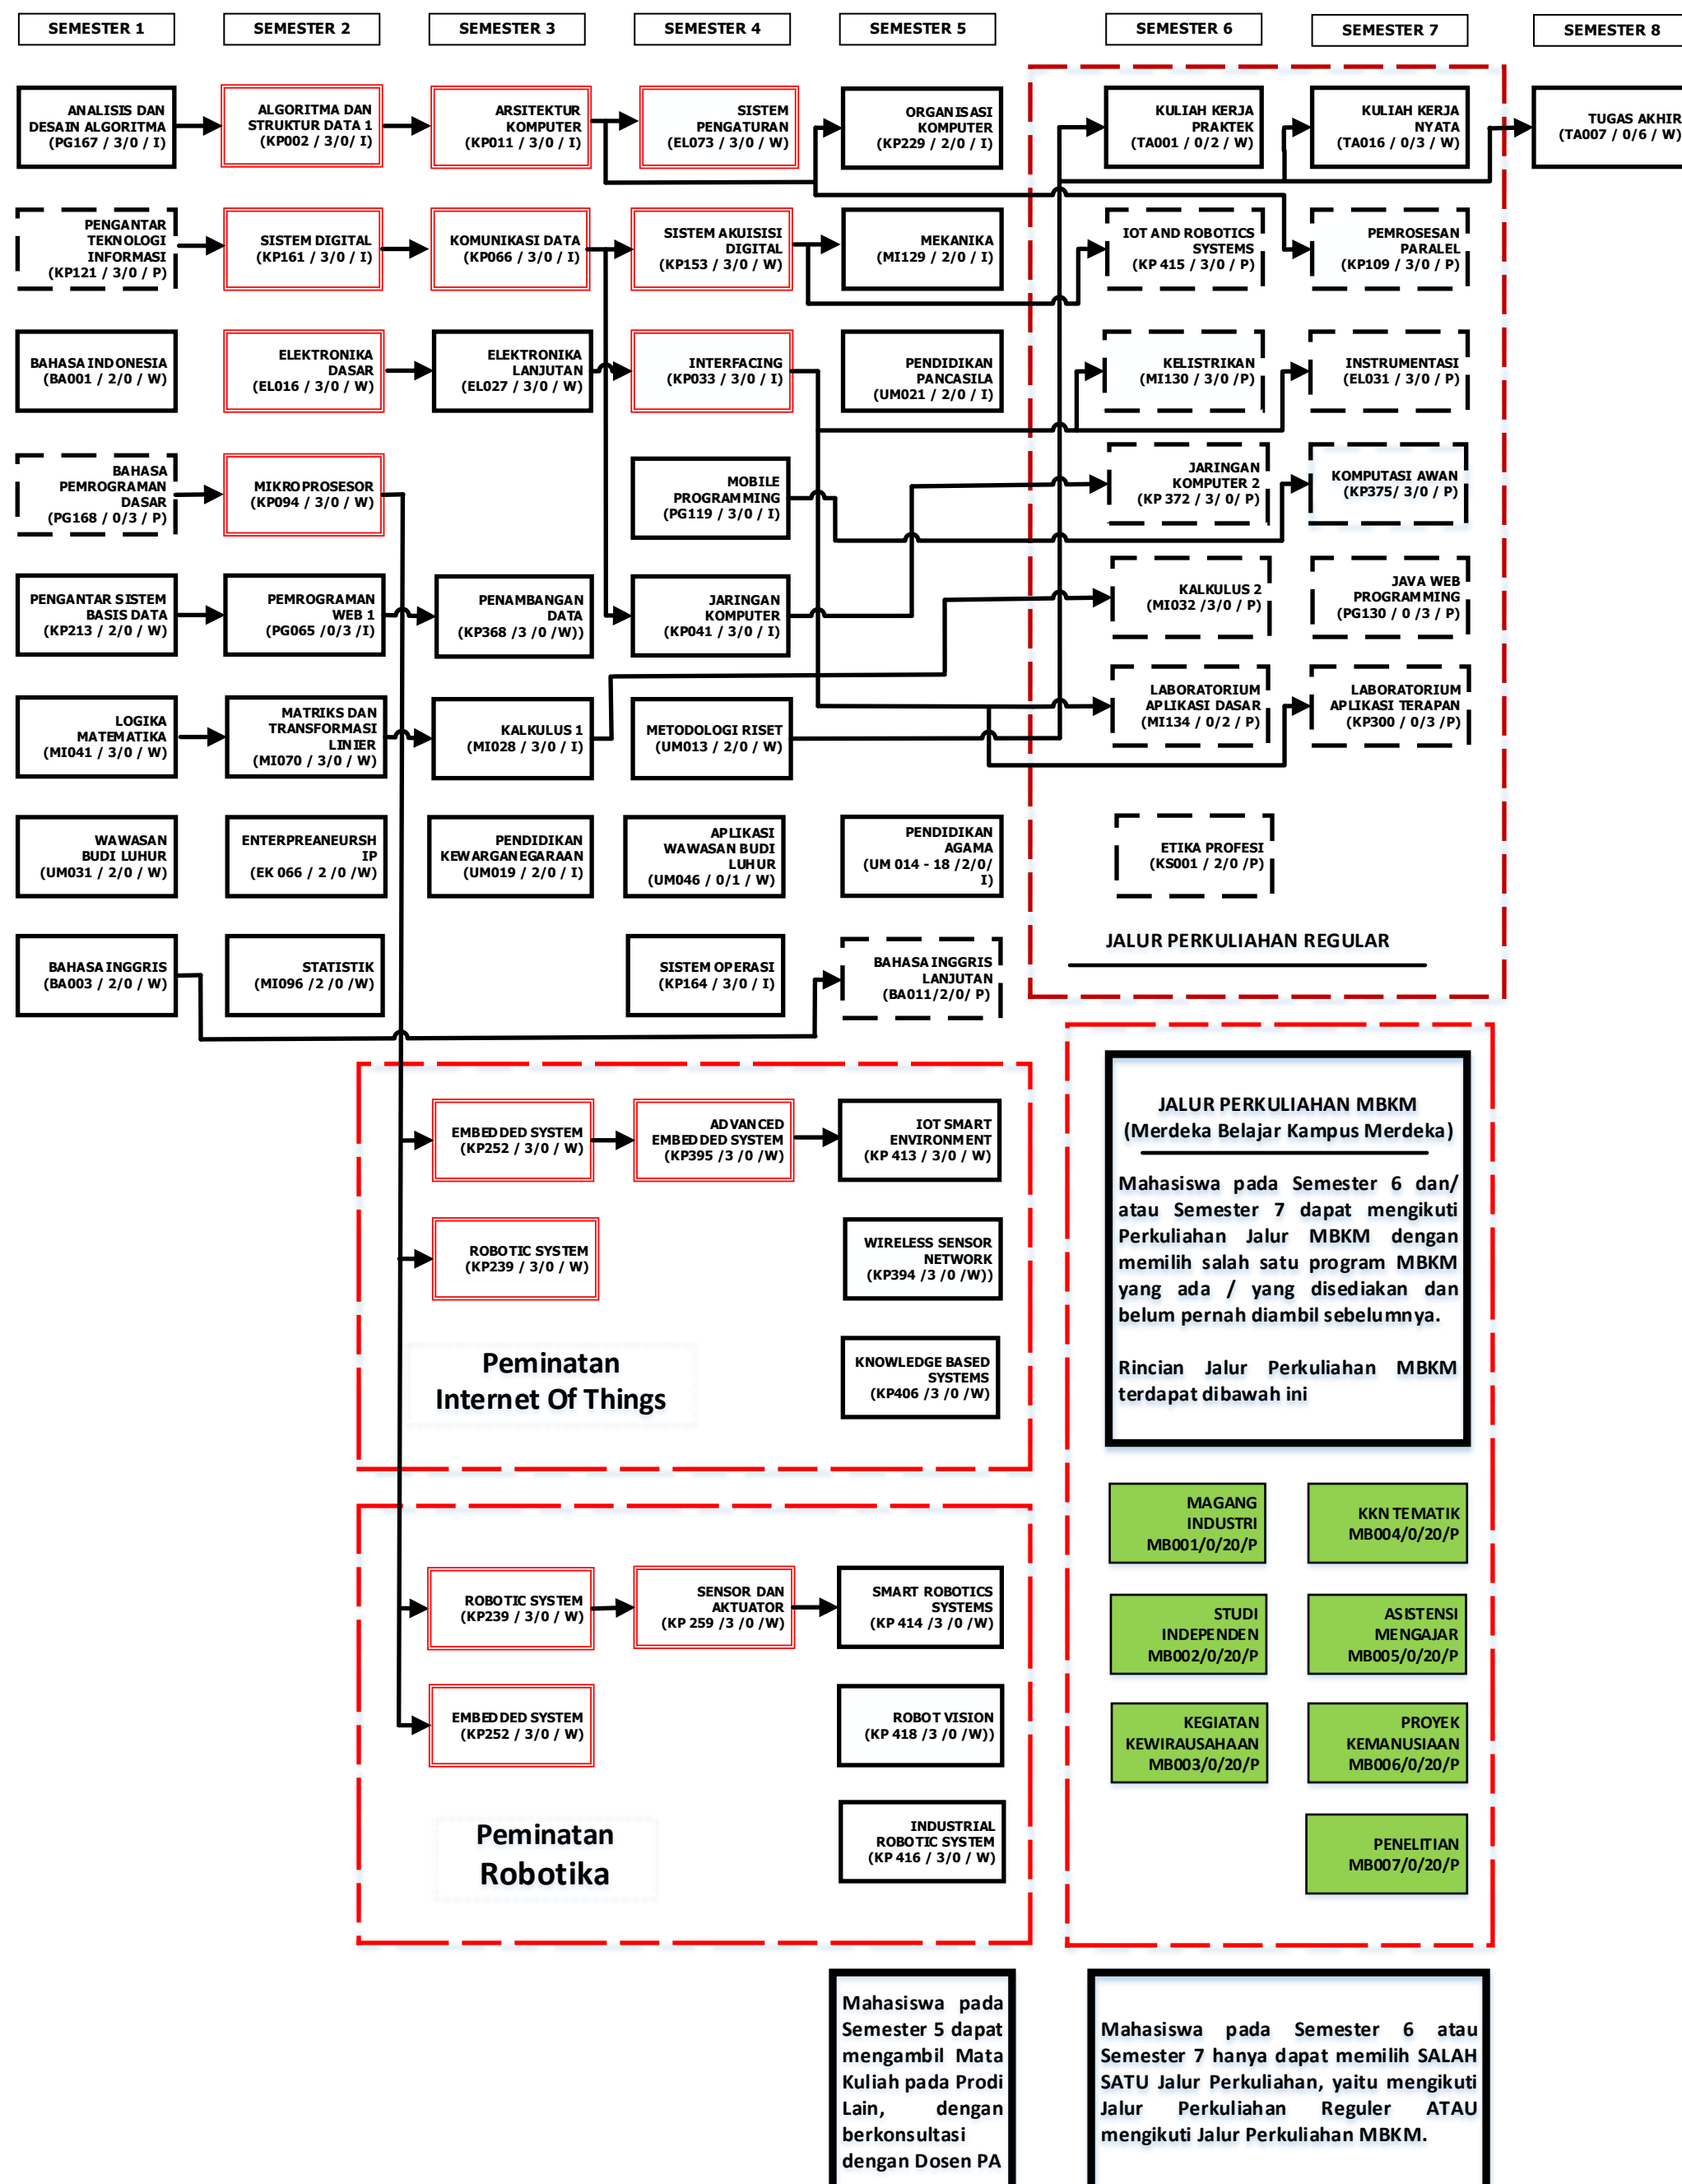 SEMESTER 1
SEMESTER 2
SEMESTER 3
SEMESTER 4
SEMESTER 5
SEMESTER 6
SEMESTER 7
SEMESTER 8
ANALISIS DAN
DESAIN ALGORITMA
(PG167 / 3/0 / I)
ALGORITMA DAN
STRUKTUR DATA 1
(KP002 / 3/0/ I)
ARSITEKTUR
KOMPUTER
(KP011 / 3/0 / I)
SISTEM
PENGATURAN
(EL073 / 3/0 / W)
ORGANISASI
KOMPUTER
(KP229 / 2/0 / I)
KULIAH KERJA
PRAKTEK
(TA001 / 0/2 / W)
KULIAH KERJA
NYATA
(TA016 / 0/3 / W)
TUGAS AKHIR
(TA007 / 0/6 / W)
PENGANTAR
TEKNOLOGI
INFORMASI
(KP121 / 3/0 / P)
SISTEM DIGITAL
(KP161 / 3/0 / I)
KOMUNIKASI DATA
(KP066 / 3/0 / I)
SISTEM AKUISISI
DIGITAL
(KP153 / 3/0 / W)
MEKANIKA
(MI129 / 2/0 / I)
IOT AND ROBOTICS
SYSTEMS
(KP 415 / 3/0 / P)
PEMROSESAN
PARALEL
(KP109 / 3/0 / P)
BAHASA INDONESIA
(BA001 / 2/0 / W)
ELEKTRONIKA
DASAR
(EL016 / 3/0 / W)
ELEKTRONIKA
LANJUTAN
(EL027 / 3/0 / W)
INTERFACING
(KP033 / 3/0 / I)
PENDIDIKAN
PANCASILA
(UM021 / 2/0 / I)
KELISTRIKAN
(MI130 / 3/0 /P)
INSTRUMENTASI
(EL031 / 3/0 / P)
BAHASA
PEMROGRAMAN
DASAR
(PG168 / 0/3 / P)
MIKROPROSESOR
(KP094 / 3/0 / W)
MOBILE
PROGRAMMING
(PG119 / 3/0 / I)
JARINGAN
KOMPUTER 2
(KP 372 / 3/ 0/ P)
KOMPUTASI AWAN
(KP375/ 3/0 / P)
PENGANTAR SISTEM
BASIS DATA
(KP213 / 2/0 / W)
PEMROGRAMAN
WEB 1
(PG065 /0/3 /I)
PENAMBANGAN
DATA
(KP368 /3 /0 /W))
JARINGAN
KOMPUTER
(KP041 / 3/0 / I)
KALKULUS 2
(MI032 /3/0 / P)
JAVA WEB
PROGRAMMING
(PG130 / 0 /3 / P)
LOGIKA
MATEMATIKA
(MI041 / 3/0 / W)
MATRIKS DAN
TRANSFORMASI
LINIER
(MI070 / 3/0 / W)
KALKULUS 1
(MI028 / 3/0 / I)
METODOLOGI RISET
(UM013 / 2/0 / W)
LABORATORIUM
APLIKASI DASAR
(MI134 / 0/2 / P)
LABORATORIUM
APLIKASI TERAPAN
(KP300 / 0/3 /P)
WAWASAN
BUDI LUHUR
(UM031 / 2/0 / W)
ENTERPREANEURSH
IP
(EK 066 / 2 /0 /W)
PENDIDIKAN
KEWARGANEGARAAN
(UM019 / 2/0 / I)
APLIKASI
WAWASAN BUDI
LUHUR
(UM046 / 0/1 / W)
PENDIDIKAN
AGAMA
(UM 014 - 18 /2/0/
I)
ETIKA PROFESI
(KS001 / 2/0 /P)
JALUR PERKULIAHAN REGULAR
BAHASA INGGRIS
(BA003 / 2/0 / W)
STATISTIK
(MI096 /2 /0 /W)
SISTEM OPERASI
(KP164 / 3/0 / I)
BAHASA INGGRIS
LANJUTAN
(BA011/2/0/ P)
EMBEDDED SYSTEM
(KP252 / 3/0 / W)
ADVANCED
EMBEDDED SYSTEM
(KP395 /3 /0 /W)
IOT SMART
ENVIRONMENT
(KP 413 / 3/0 / W)
ROBOTIC SYSTEM
(KP239 / 3/0 / W)
WIRELESS SENSOR
NETWORK
(KP394 /3 /0 /W))
Peminatan
Internet Of Things
KNOWLEDGE BASED
SYSTEMS
(KP406 /3 /0 /W)
JALUR PERKULIAHAN MBKM
(Merdeka Belajar Kampus Merdeka)
Mahasiswa pada Semester 6 dan/
atau Semester 7 dapat mengikuti
Perkuliahan Jalur MBKM dengan
memilih salah satu program MBKM
yang ada / yang disediakan dan
belum pernah diambil sebelumnya.
Rincian Jalur Perkuliahan MBKM
terdapat dibawah ini
ROBOTIC SYSTEM
(KP239 / 3/0 / W)
SENSOR DAN
AKTUATOR
(KP 259 /3 /0 /W)
SMART ROBOTICS
SYSTEMS
(KP 414 /3 /0 /W)
EMBEDDED SYSTEM
(KP252 / 3/0 / W)
ROBOT VISION
(KP 418 /3 /0 /W))
Peminatan
Robotika
INDUSTRIAL
ROBOTIC SYSTEM
(KP 416 / 3/0 / W)
MAGANG
INDUSTRI
MB001/0/20/P
KKN TEMATIK
MB004/0/20/P
STUDI
INDEPENDEN
MB002/0/20/P
ASISTENSI
MENGAJAR
MB005/0/20/P
KEGIATAN
KEWIRAUSAHAAN
MB003/0/20/P
PROYEK
KEMANUSIAAN
MB006/0/20/P
PENELITIAN
MB007/0/20/P
Mahasiswa pada
Semester 5 dapat
mengambil Mata
Kuliah pada Prodi
Lain, dengan
berkonsultasi
dengan Dosen PA
Mahasiswa pada Semester 6 atau
Semester 7 hanya dapat memilih SALAH
SATU Jalur Perkuliahan, yaitu mengikuti
Jalur Perkuliahan Reguler ATAU
mengikuti Jalur Perkuliahan MBKM.